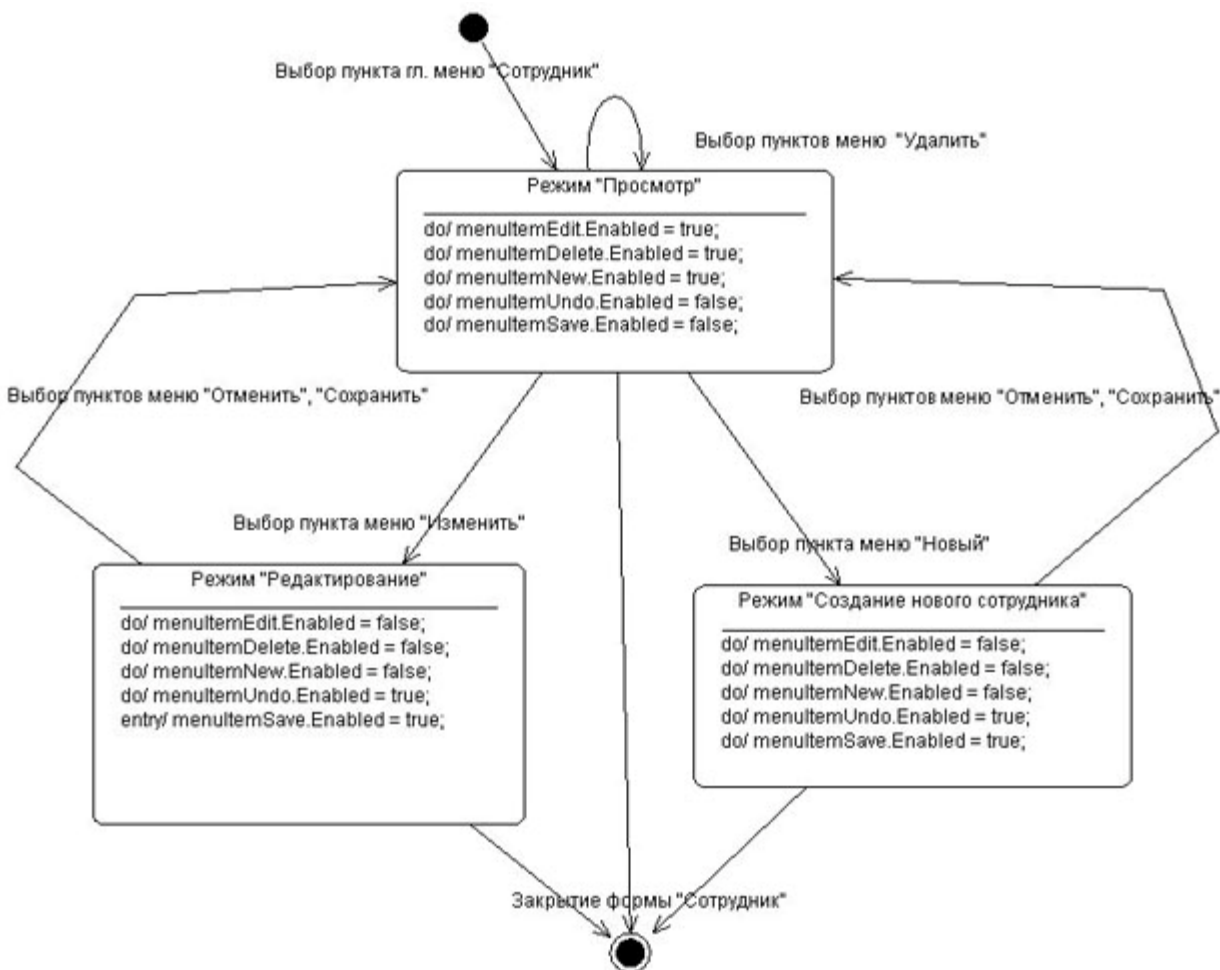 Выбор пункта гл. меню "Сотрудник"
Выбор пунктов меню "Удалить"
Режим "Просмотр"
do/ menuItemEdit.Enabled = true;
do/ menuItemDelete.Enabled = true;
do/ menuItemNew.Enabled = true;
do/ menuItemUndo.Enabled = false;
do/ menuItemSave.Enabled = false;
Выбор пунктов меню "Отменить", "Сохранить"
Выбор пунктов меню "Отменить", "Сохранить"
Выбор пункта меню "Изменить"
Выбор пункта меню "Новый"
Режим "Редактирование"
do/ menuItemEdit.Enabled = false;
do/ menuItemDelete.Enabled = false;
do/ menuItemNew.Enabled = false;
do/ menuItemUndo.Enabled = true;
entry/ menuItemSave.Enabled = true;
Режим "Создание нового сотрудника"
do/ menuItemEdit.Enabled = false;
do/ menuItemDelete.Enabled = false;
do/ menuItemNew.Enabled = false;
do/ menuItemUndo.Enabled = true;
do/ menuItemSave.Enabled = true;
Закрытие формы "Сотрудник"